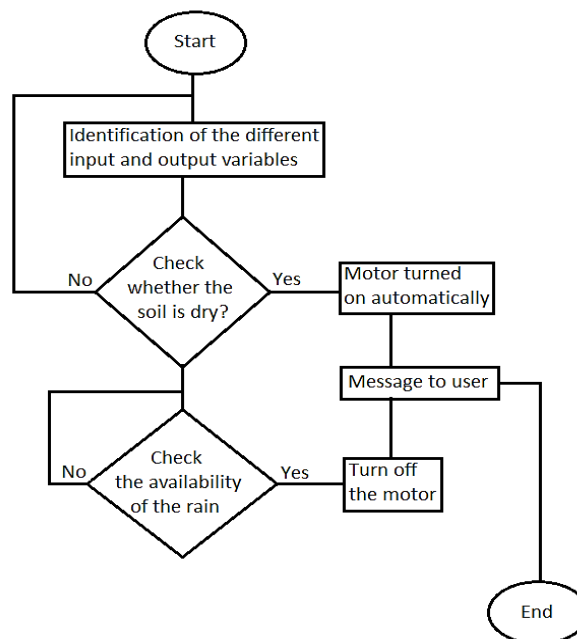 Start
Identification of the different
input and output variables
Check
whether the
soil is dry?
No
Yes
Motor turned
on automatically
Message to user
Check
the availability
of the rain
No
Yes
Turn off
the motor
End